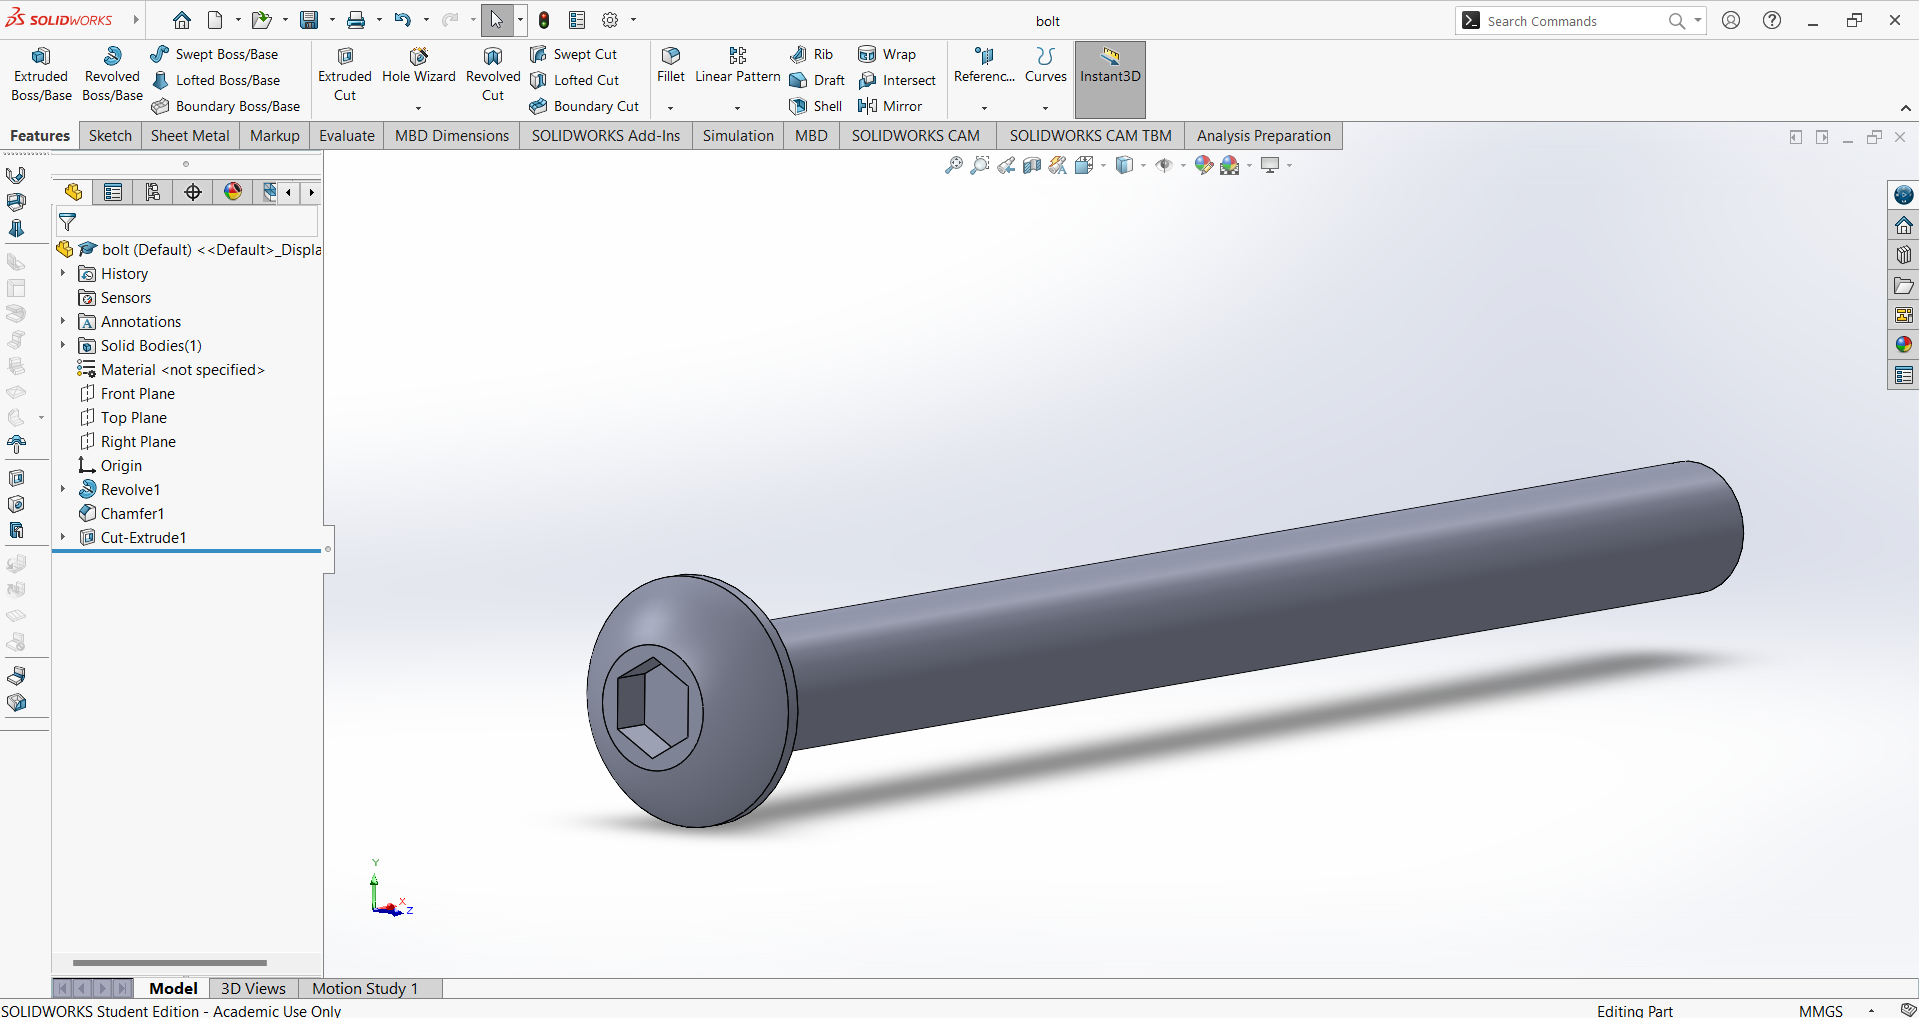 SOLIDWORKS
bolt
Search Commands
Extruded Boss/Base
Revolved Boss/Base
Swept Boss/Base
Lofted Boss/Base
Boundary Boss/Base
Extruded Cut
Hole Wizard
Revolved Cut
Swept Cut
Lofted Cut
Boundary Cut
Fillet
Linear Pattern
Rib
Draft
Shell
Wrap
Intersect
Mirror
Referenc...
Curves
Instant3D
Features
Sketch
Sheet Metal
Markup
Evaluate
MBD Dimensions
SOLIDWORKS Add-Ins
Simulation
MBD
SOLIDWORKS CAM
SOLIDWORKS CAM TBM
Analysis Preparation
bolt (Default) <<Default>_Displa
History
Sensors
Annotations
Solid Bodies(1)
Material <not specified>
Front Plane
Top Plane
Right Plane
Origin
Revolve1
Chamfer1
Cut-Extrude1
Y
X
Z
Model
3D Views
Motion Study 1
SOLIDWORKS Student Edition - Academic Use Only
Editing Part
MMGS